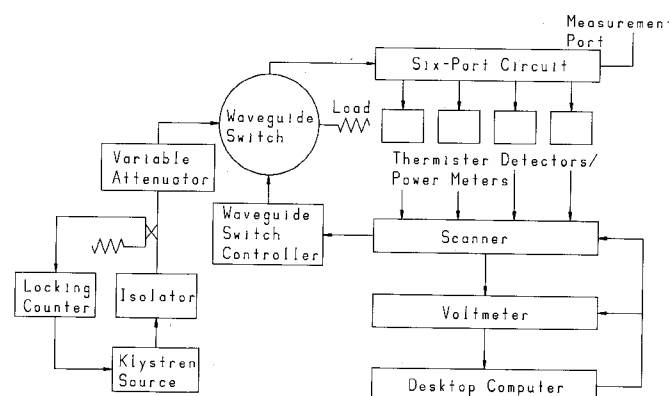 Measurement
Port
Six-Port Circuit
Waveguide
Switch
Load
Variable
Attenuator
Thermister Detectors/
Power Meters
Waveguide
Switch
Controller
Scanner
Locking
Counter
Isolator
Voltmeter
Klystren
Source
Desktop Computer